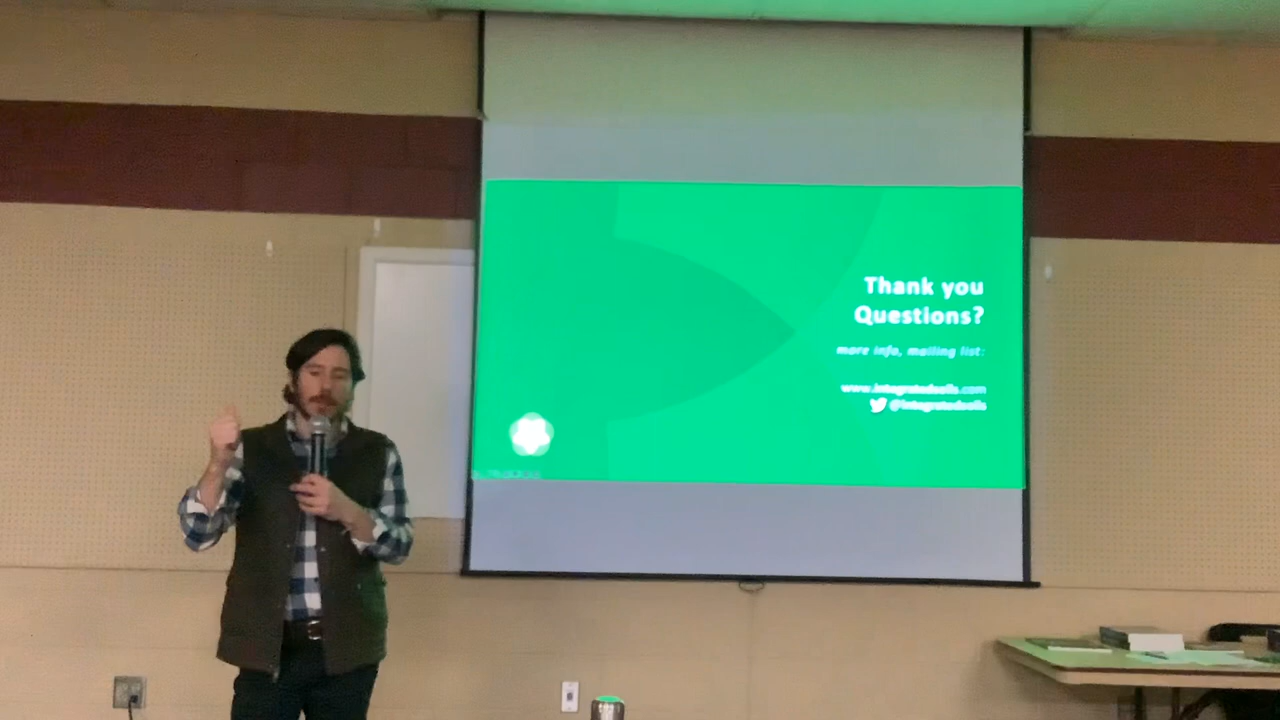 Thank you
Questions?
more info, mailing list:
www.integratedsoils.com
@integratedsoils